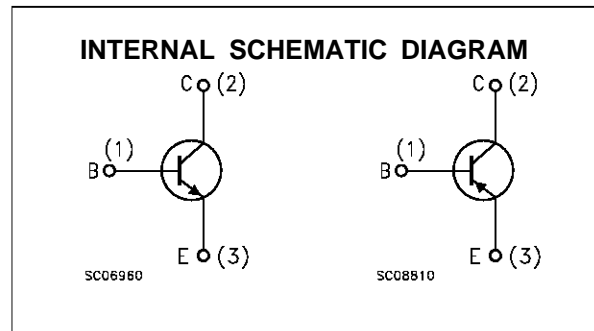 INTERNAL SCHEMATIC DIAGRAM
C (2) C (2)
(1) (1)
B B
E (3) E (3)
SC06960 SC08810